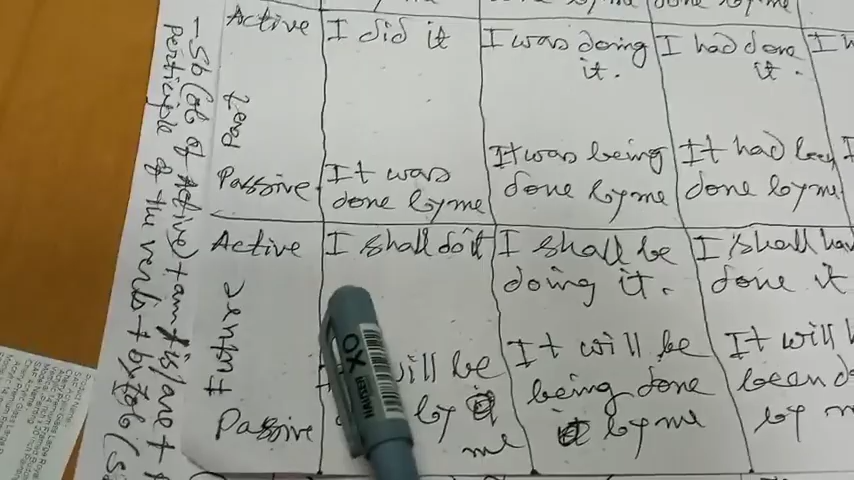 Active
I did it
I was doing
it.
I had done
it.
Past
Passive
It was
done by me
It was being
done by me
It had been
done by me
Active
I shall do it
I shall be
doing it.
I shall hav
done it
Future
Passive
will be
by
me
It will be
being done
by me
It will
been d
by m
- Sb (ob of Active) + am/is/are +
participle of the verb + by + ob (s
OX